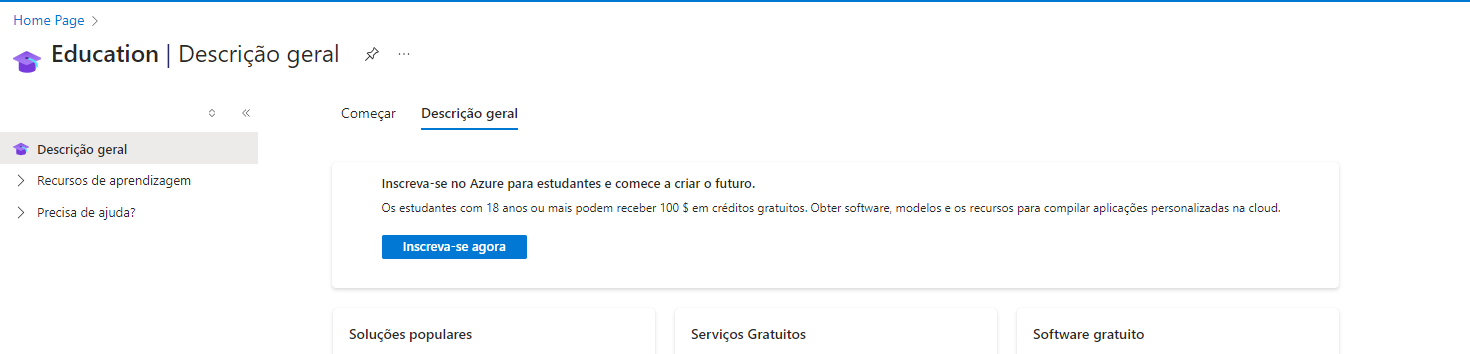 Home Page
Education | Descrição geral
Começar
Descrição geral
Descrição geral
Recursos de aprendizagem
Precisa de ajuda?
Inscreva-se no Azure para estudantes e comece a criar o futuro.
Os estudantes com 18 anos ou mais podem receber 100 $ em créditos gratuitos. Obter software, modelos e os recursos para compilar aplicações personalizadas na cloud.
Inscreva-se agora
Soluções populares
Serviços Gratuitos
Software gratuito